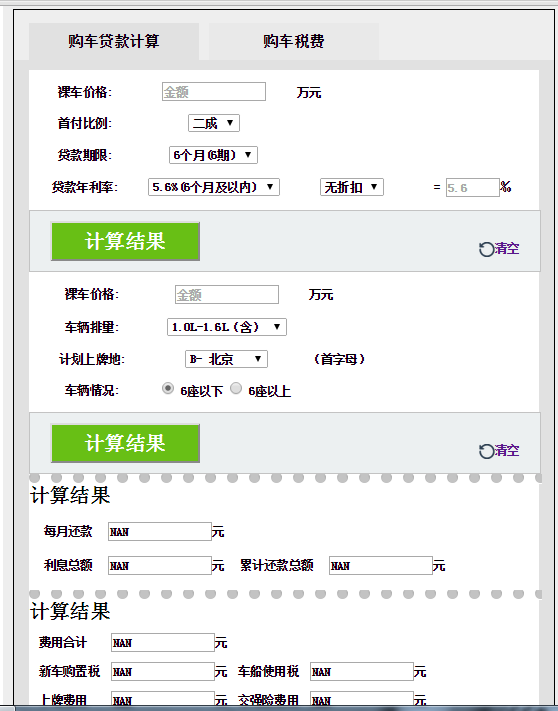 购车贷款计算 购车税费
裸车价格: 金额 万元
首付比例: 二成
贷款期限: 6个月(6期)
贷款年利率: 5.6%(6个月及以内) 无折扣 = 5.6 %
计算结果 清空
裸车价格: 金额 万元
车辆排量: 1.0L-1.6L(含)
计划上牌地: B- 北京 (首字母)
车辆情况: 6座以下 6座以上
计算结果 清空
计算结果
每月还款 NAN 元
利息总额 NAN 元 累计还款总额 NAN 元
计算结果
费用合计 NAN 元
新车购置税 NAN 元 车船使用税 NAN 元
上牌费用 NAN 元 交强险费用 NAN 元